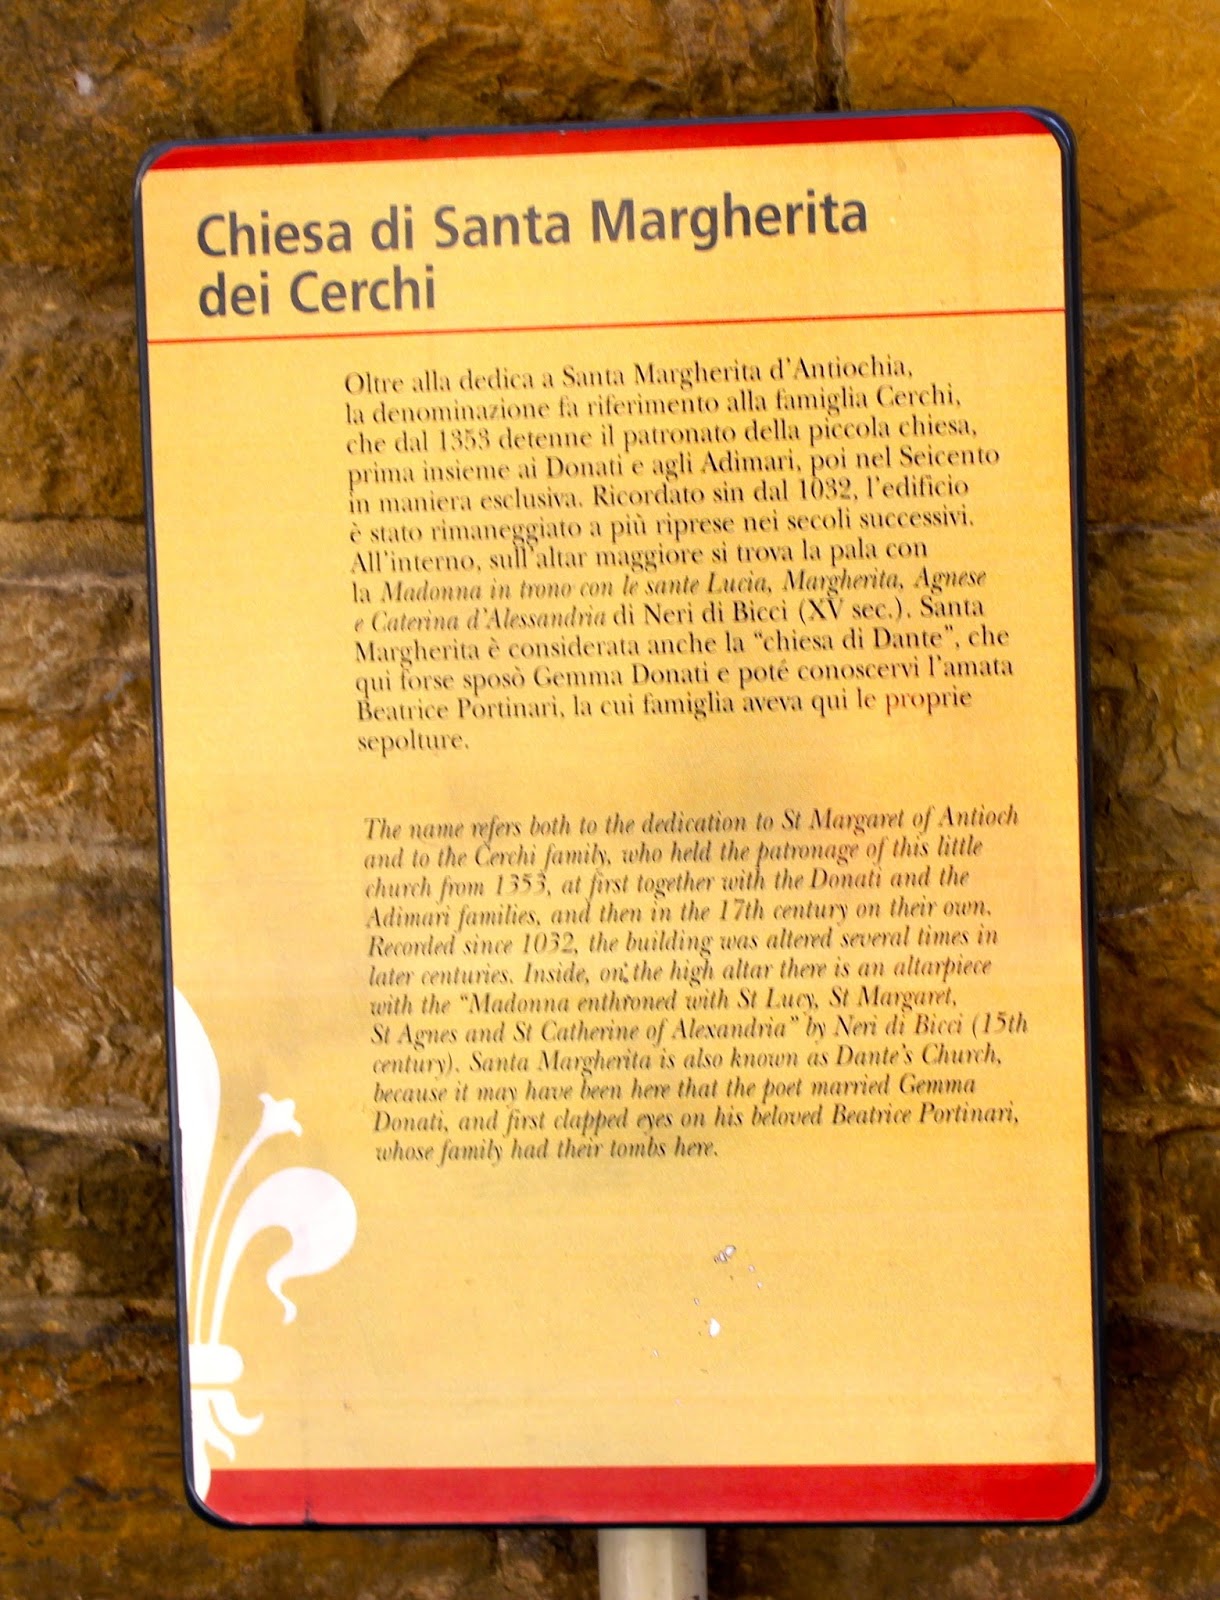 Chiesa di Santa Margherita
dei Cerchi
Oltre alla dedica a Santa Margherita d'Antiochia,
la denominazione fa riferimento alla famiglia Cerchi,
che dal 1353 detenne il patronato della piccola chiesa,
prima insieme ai Donati e agli Adimari, poi nel Seicento
in maniera esclusiva. Ricordato sin dal 1032, l'edificio
è stato rimaneggiato a più riprese nei secoli successivi.
All'interno, sull'altar maggiore si trova la pala con
la Madonna in trono con le sante Lucia, Margherita, Agnese
e Caterina d'Alessandria di Neri di Bicci (XV sec.). Santa
Margherita è considerata anche la “chiesa di Dante”, che
qui forse sposò Gemma Donati e poté conoscervi l'amata
Beatrice Portinari, la cui famiglia aveva qui le proprie
sepolture.
The name refers both to the dedication to St Margaret of Antioch
and to the Cerchi family, who held the patronage of this little
church from 1353, at first together with the Donati and the
Adimari families, and then in the 17th century on their own.
Recorded since 1032, the building was altered several times in
later centuries. Inside, on the high altar there is an altarpiece
with the “Madonna enthroned with St Lucy, St Margaret,
St Agnes and St Catherine of Alexandria” by Neri di Bicci (15th
century). Santa Margherita is also known as Dante's Church,
because it may have been here that the poet married Gemma
Donati, and first clapped eyes on his beloved Beatrice Portinari,
whose family had their tombs here.